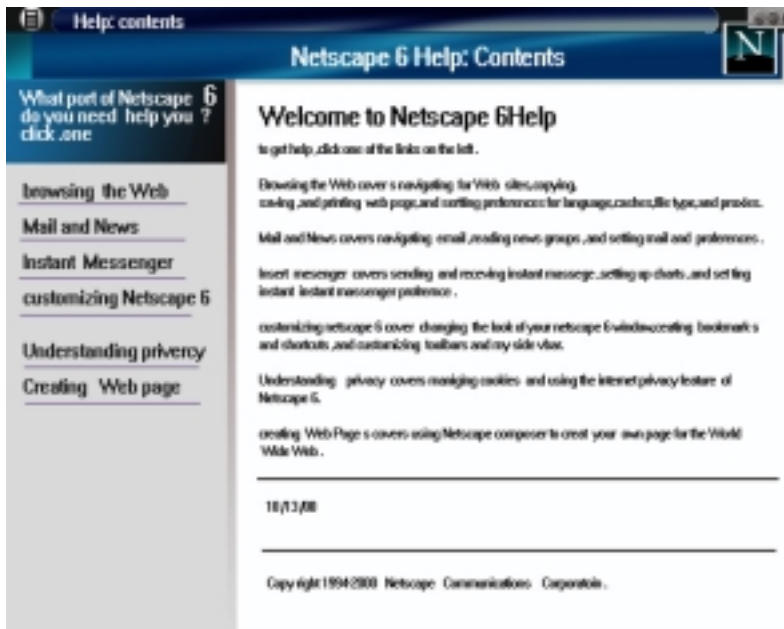 Help: contents
Netscape 6 Help: Contents
N
What port of Netscape 6
do you need help you ?
click .one
browsing the Web
Mail and News
Instant Messenger
customizing Netscape 6
Understanding privercy
Creating Web page
Welcome to Netscape 6Help
to get help ,click one of the links on the left .
Browsing the Web cover s navigating for Web sites,copying,
saving ,and printing web page,and setting preferences for language,caches,file type,and proxies.
Mail and News covers navigating email ,reading news groups ,and setting mail and preferences .
Insert mesenger covers sending and receving instant massege ,setting up charts ,and setting
instant instant massenger prefrence .
customizing netscape 6 cover changing the look of your netscape 6 window,ceating bookmark s
and shortcuts ,and customizing toolbars and my side vbar.
Understanding privacy covers maniging cookies and using the internet privacy feature of
Netscape 6.
creating Web Page s covers using Netscape composer to creat your own page for the World
Wide Web .
10/13/00
Copy right 1994-2000 Netscape Communications Corporatoin .